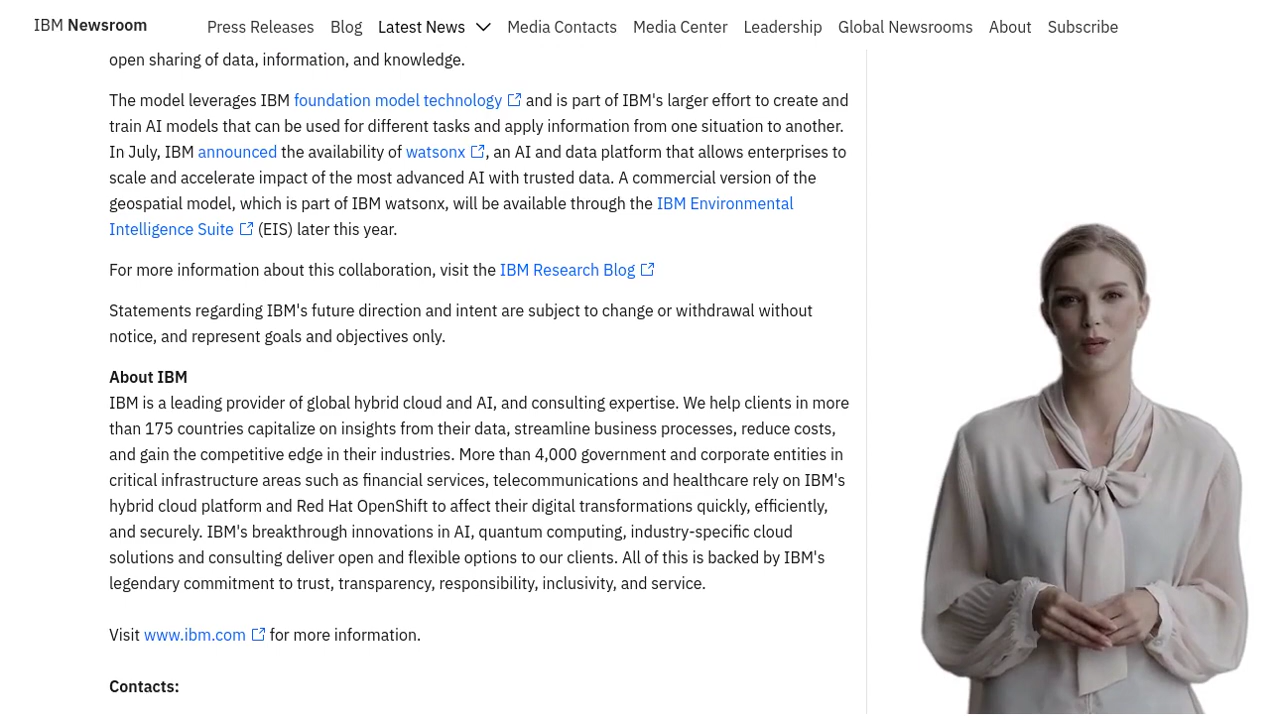 IBM Newsroom Press Releases Blog Latest News Media Contacts Media Center Leadership Global Newsrooms About Subscribe
open sharing of data, information, and knowledge.
The model leverages IBM foundation model technology and is part of IBM's larger effort to create and
train AI models that can be used for different tasks and apply information from one situation to another.
In July, IBM announced the availability of watsonx, an AI and data platform that allows enterprises to
scale and accelerate impact of the most advanced AI with trusted data. A commercial version of the
geospatial model, which is part of IBM watsonx, will be available through the IBM Environmental
Intelligence Suite (EIS) later this year.
For more information about this collaboration, visit the IBM Research Blog
Statements regarding IBM's future direction and intent are subject to change or withdrawal without
notice, and represent goals and objectives only.
About IBM
IBM is a leading provider of global hybrid cloud and AI, and consulting expertise. We help clients in more
than 175 countries capitalize on insights from their data, streamline business processes, reduce costs,
and gain the competitive edge in their industries. More than 4,000 government and corporate entities in
critical infrastructure areas such as financial services, telecommunications and healthcare rely on IBM's
hybrid cloud platform and Red Hat OpenShift to affect their digital transformations quickly, efficiently,
and securely. IBM's breakthrough innovations in AI, quantum computing, industry-specific cloud
solutions and consulting deliver open and flexible options to our clients. All of this is backed by IBM's
legendary commitment to trust, transparency, responsibility, inclusivity, and service.
Visit www.ibm.com for more information.
Contacts: